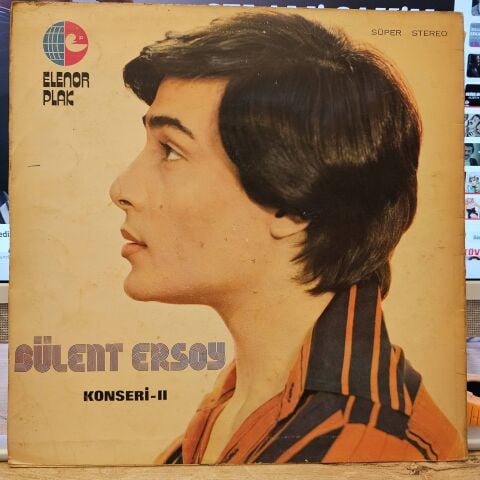 SÜPER STEREO
ELENOR
PLAK
BÜLENT ERSOY
KONSERİ-II